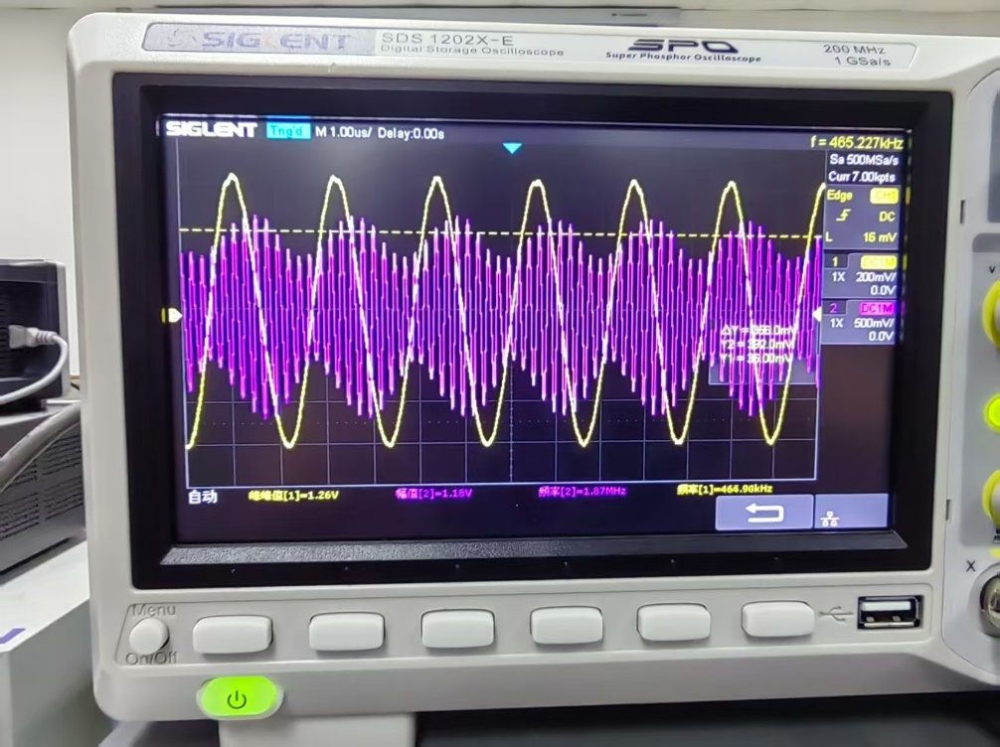 SIGLENT SDS 1202X-E SPO 200 MHz
Digital Storage Oscilloscope Super Phosphor Oscilloscope 1 GSa/s
SIGLENT Trig'd M 1.00us/ Delay:0.00s
f = 465.227kHz
Sa 500MSa/s
Curr 7.00kpts
Edge CH1
DC
L 16 mV
1 DC1M
1X 200mV/
0.0V
2 DC1M
1X 500mV/
0.0V
ΔY = 356.0mV
Y2 = 392.0mV
Y1 = 36.00mV
自动 峰峰值[1]=1.26V 幅值[2]=1.18V 频率[2]=1.87MHz 频率[1]=464.90kHz
Menu
On/Off
X
V